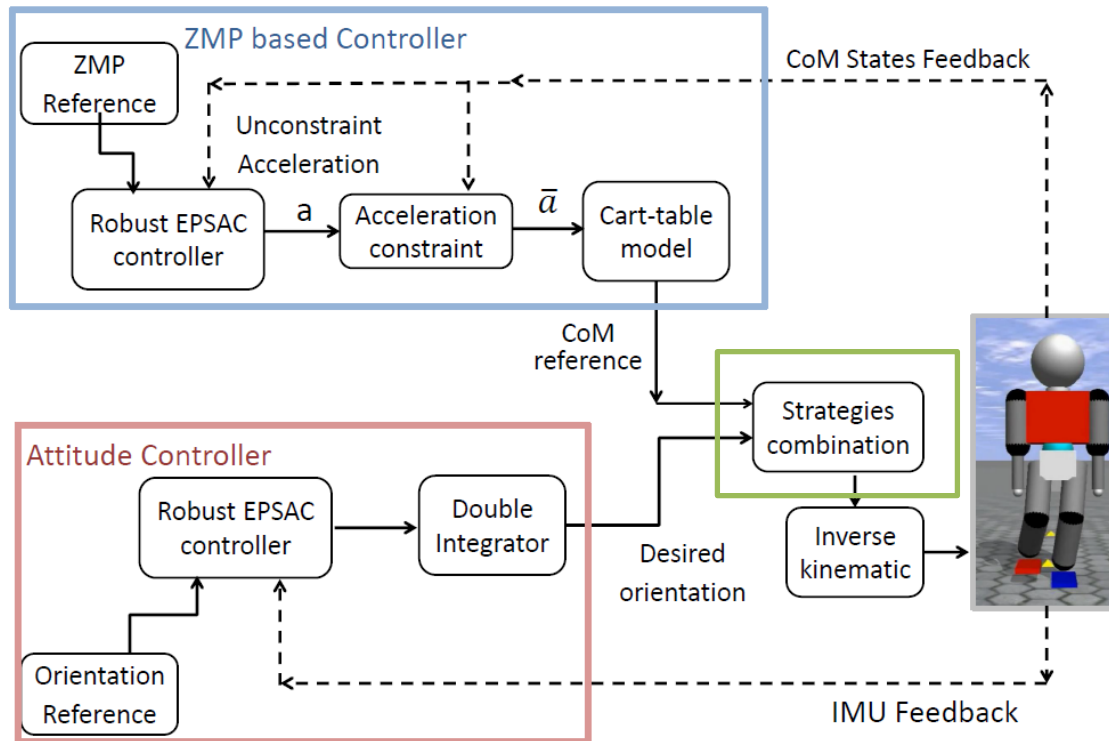 ZMP based Controller
ZMP
Reference
CoM States Feedback
Unconstraint
Acceleration
Robust EPSAC
controller
a
Acceleration
constraint
a̅
Cart-table
model
CoM
reference
Strategies
combination
Attitude Controller
Robust EPSAC
controller
Double
Integrator
Desired
orientation
Inverse
kinematic
Orientation
Reference
IMU Feedback